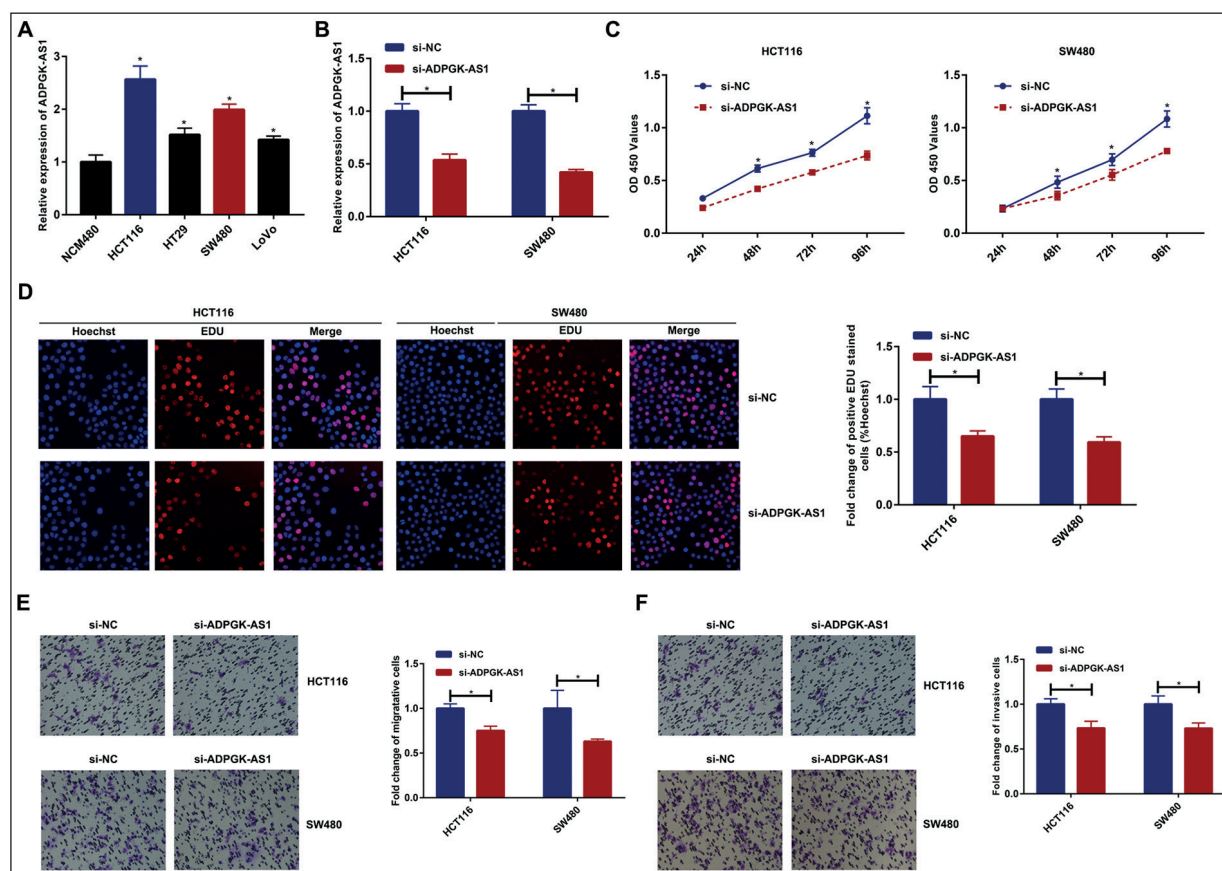 A
Relative expression of ADPGK-AS1
3
2
1
0
*
*
*
*
NCM480
HCT116
HT29
SW480
LoVo
B
Relative expression of ADPGK-AS1
si-NC
si-ADPGK-AS1
1.5
1.0
0.5
0.0
*
*
HCT116
SW480
C
HCT116
OD 450 Values
si-NC
si-ADPGK-AS1
1.5
1.0
0.5
0.0
*
*
*
24h
48h
72h
96h
SW480
OD 450 Values
si-NC
si-ADPGK-AS1
1.5
1.0
0.5
0.0
*
*
*
24h
48h
72h
96h
D
HCT116
SW480
Hoechst
EDU
Merge
Hoechst
EDU
Merge
si-NC
si-ADPGK-AS1
Fold change of positive EDU stained
cells (%Hoechst)
si-NC
si-ADPGK-AS1
1.5
1.0
0.5
0.0
*
*
HCT116
SW480
E
si-NC
si-ADPGK-AS1
HCT116
si-NC
si-ADPGK-AS1
SW480
Fold change of migratative cells
si-NC
si-ADPGK-AS1
1.5
1.0
0.5
0.0
*
*
HCT116
SW480
F
si-NC
si-ADPGK-AS1
HCT116
si-NC
si-ADPGK-AS1
SW480
Fold change of invasive cells
si-NC
si-ADPGK-AS1
1.5
1.0
0.5
0.0
*
*
HCT116
SW480